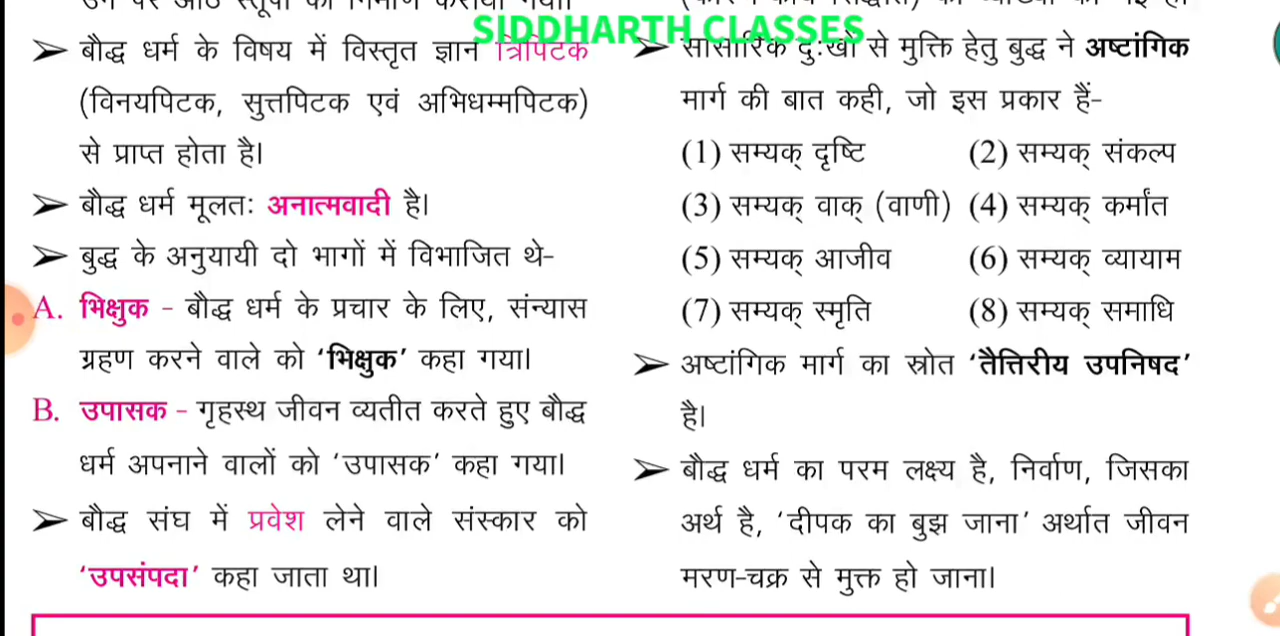 SIDDHARTH CLASSES
➢ बौद्ध धर्म के विषय में विस्तृत ज्ञान त्रिपिटक
(विनयपिटक, सुत्तपिटक एवं अभिधम्मपिटक)
से प्राप्त होता है।
➢ बौद्ध धर्म मूलतः अनात्मवादी है।
➢ बुद्ध के अनुयायी दो भागों में विभाजित थे-
A. भिक्षुक - बौद्ध धर्म के प्रचार के लिए, संन्यास
ग्रहण करने वाले को ‘भिक्षुक’ कहा गया।
B. उपासक - गृहस्थ जीवन व्यतीत करते हुए बौद्ध
धर्म अपनाने वालों को ‘उपासक’ कहा गया।
➢ बौद्ध संघ में प्रवेश लेने वाले संस्कार को
‘उपसंपदा’ कहा जाता था।
➢ सांसारिक दुःखों से मुक्ति हेतु बुद्ध ने अष्टांगिक
मार्ग की बात कही, जो इस प्रकार हैं-
(1) सम्यक् दृष्टि (2) सम्यक् संकल्प
(3) सम्यक् वाक् (वाणी) (4) सम्यक् कर्मांत
(5) सम्यक् आजीव (6) सम्यक् व्यायाम
(7) सम्यक् स्मृति (8) सम्यक् समाधि
➢ अष्टांगिक मार्ग का स्रोत ‘तैत्तिरीय उपनिषद’
है।
➢ बौद्ध धर्म का परम लक्ष्य है, निर्वाण, जिसका
अर्थ है, ‘दीपक का बुझ जाना’ अर्थात जीवन
मरण-चक्र से मुक्त हो जाना।